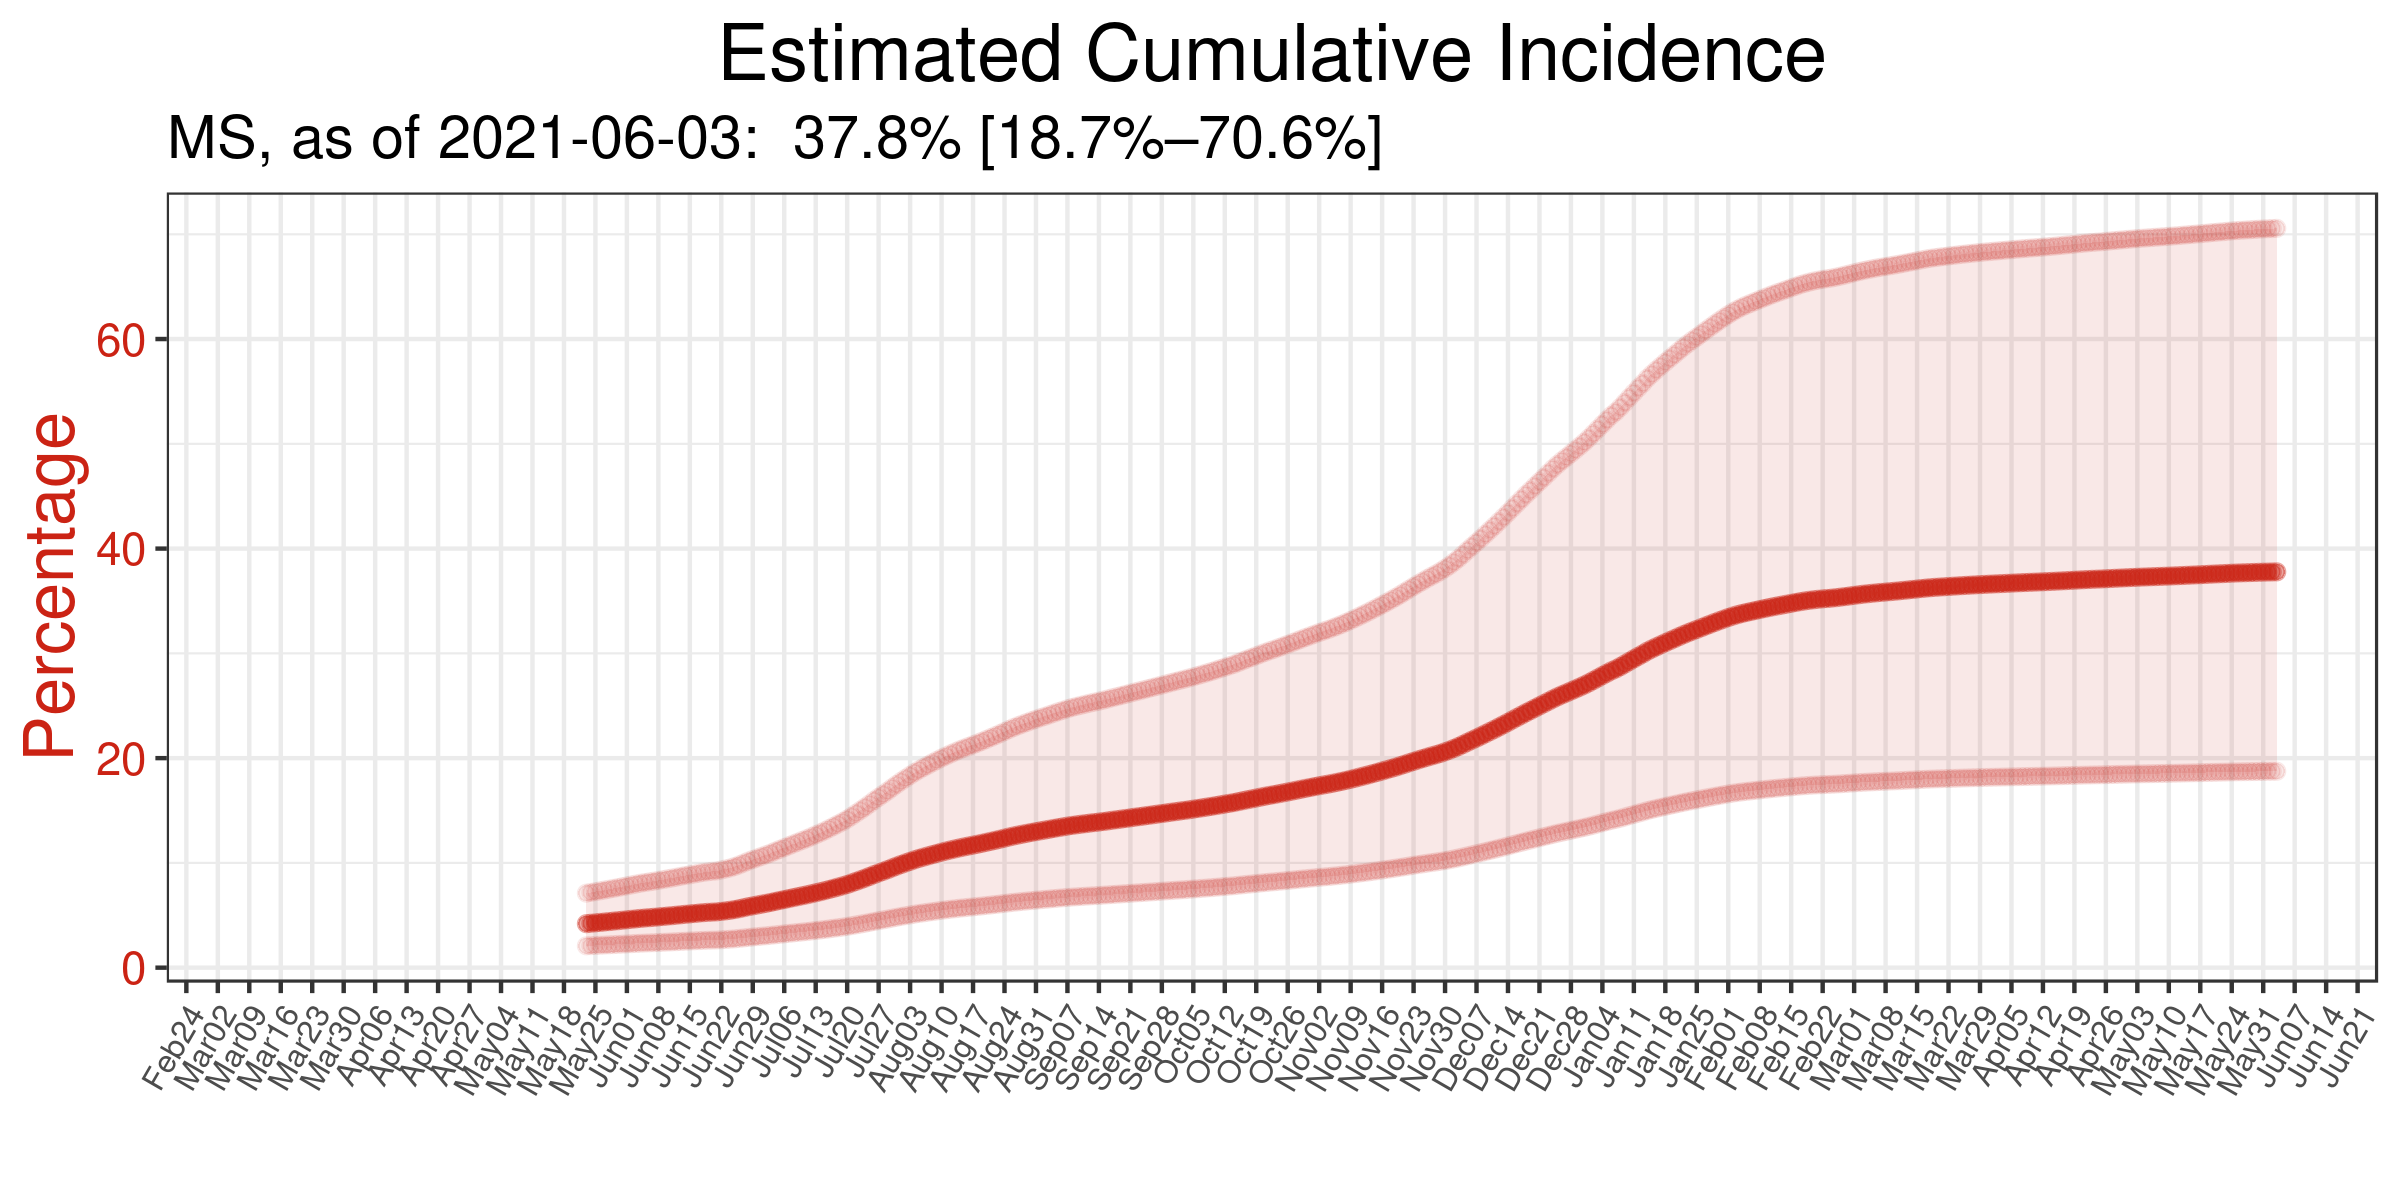 Estimated Cumulative Incidence
MS, as of 2021-06-03:  37.8% [18.7%–70.6%]
Percentage
60
40
20
0
Feb24
Mar02
Mar09
Mar16
Mar23
Mar30
Apr06
Apr13
Apr20
Apr27
May04
May11
May18
May25
Jun01
Jun08
Jun15
Jun22
Jun29
Jul06
Jul13
Jul20
Jul27
Aug03
Aug10
Aug17
Aug24
Aug31
Sep07
Sep14
Sep21
Sep28
Oct05
Oct12
Oct19
Oct26
Nov02
Nov09
Nov16
Nov23
Nov30
Dec07
Dec14
Dec21
Dec28
Jan04
Jan11
Jan18
Jan25
Feb01
Feb08
Feb15
Feb22
Mar01
Mar08
Mar15
Mar22
Mar29
Apr05
Apr12
Apr19
Apr26
May03
May10
May17
May24
May31
Jun07
Jun14
Jun21